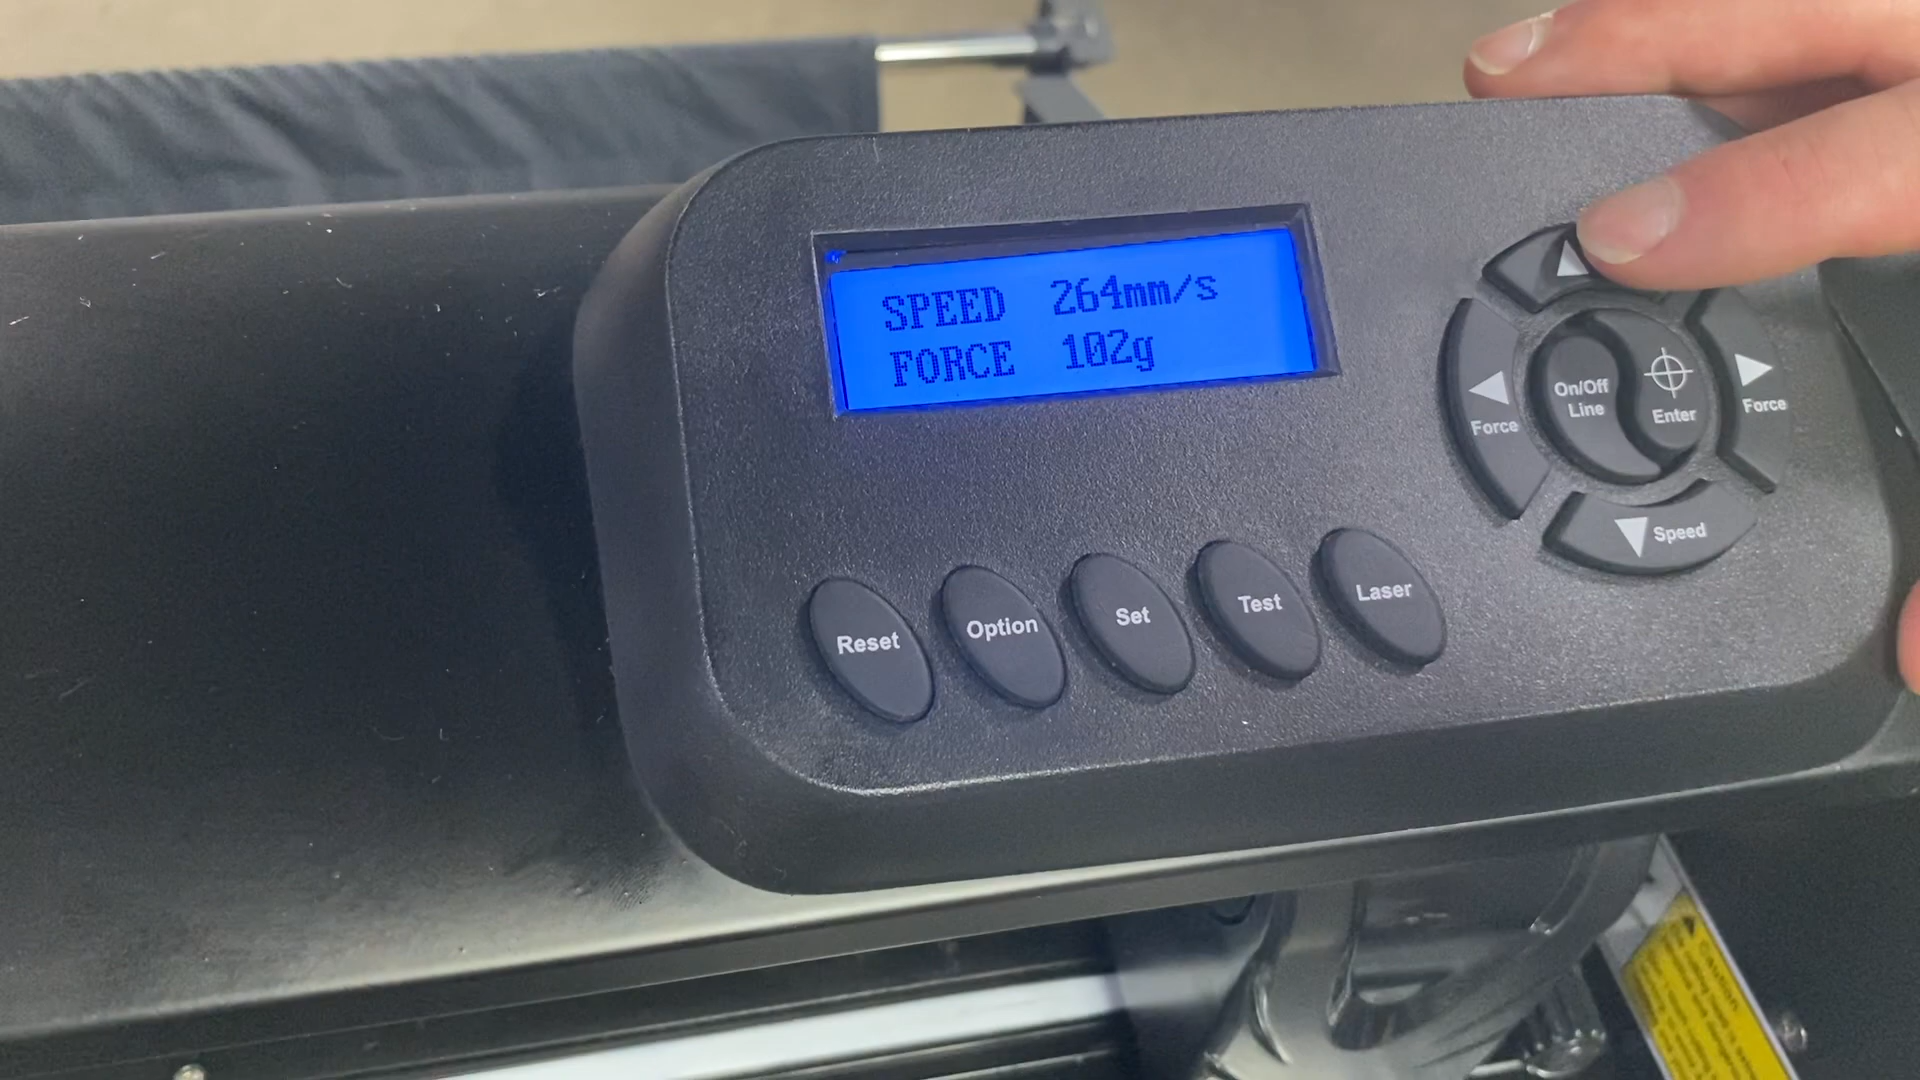 SPEED 264mm/s
FORCE 102g
On/Off
Line
Enter
Force
Force
Speed
Reset
Option
Set
Test
Laser